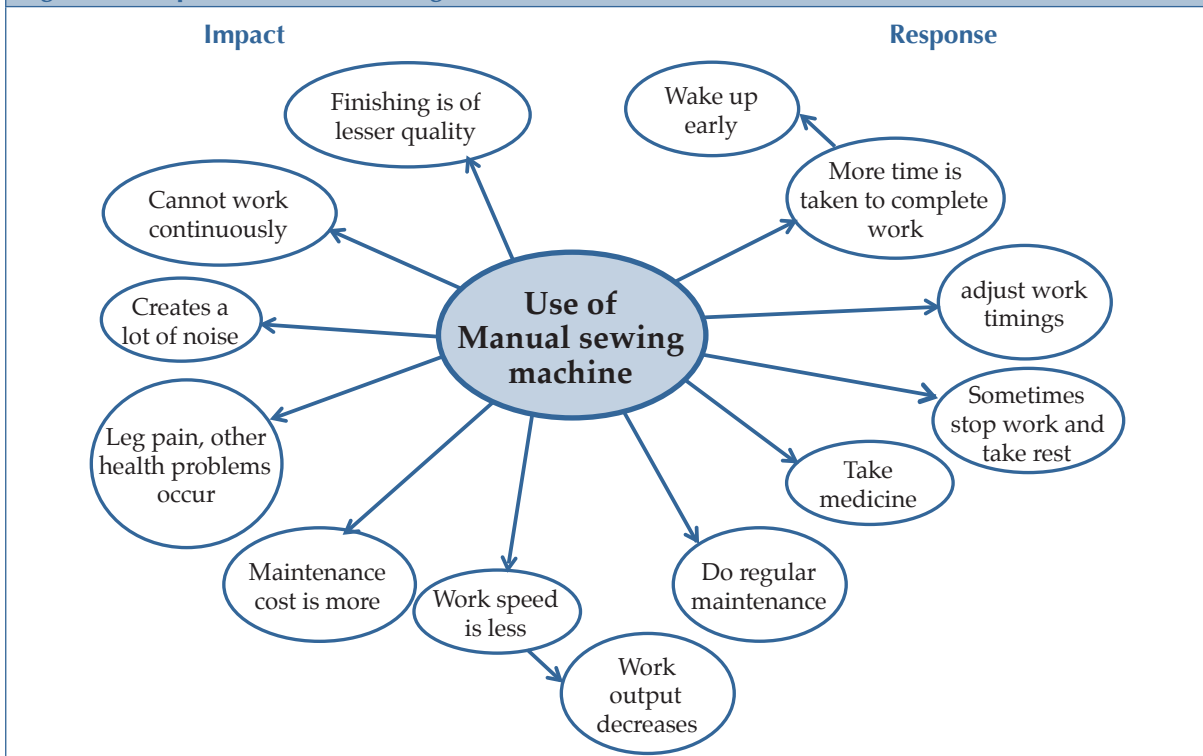 Impact
Response
Finishing is of
lesser quality
Wake up
early
Cannot work
continuously
More time is
taken to complete
work
Creates a
lot of noise
Use of
Manual sewing
machine
adjust work
timings
Leg pain, other
health problems
occur
Sometimes
stop work and
take rest
Take
medicine
Maintenance
cost is more
Work speed
is less
Do regular
maintenance
Work
output
decreases